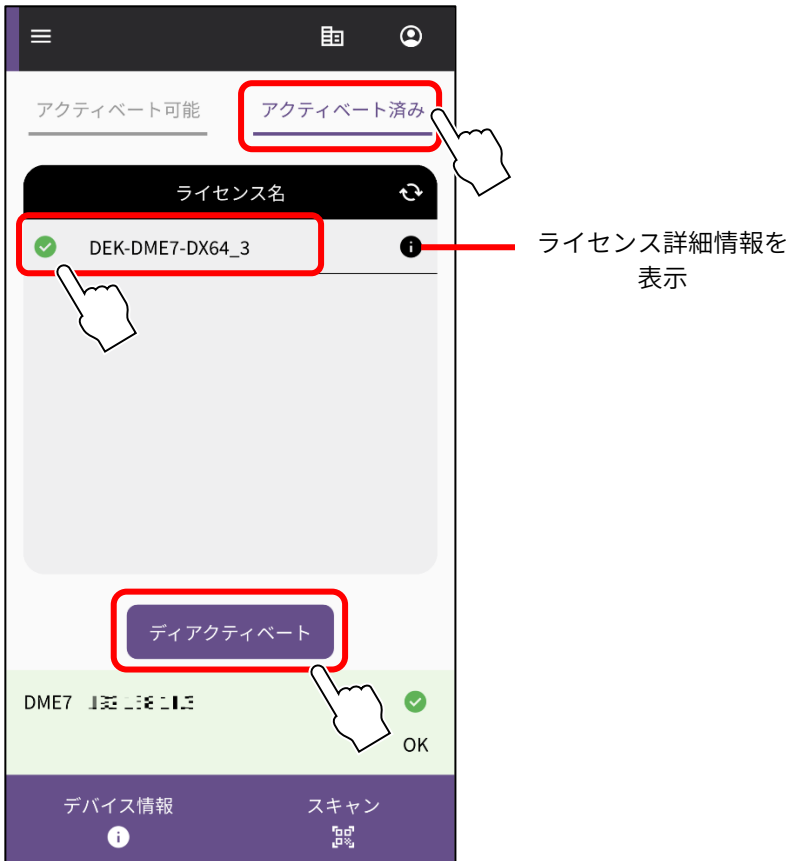 アクティベート可能
アクティベート済み
ライセンス名
DEK-DME7-DX64_3
ライセンス詳細情報を
表示
ディアクティベート
DME7
OK
デバイス情報
スキャン